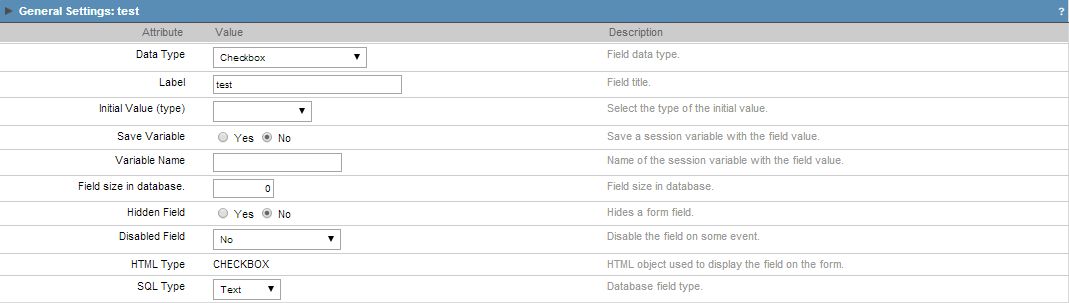 General Settings: test ?
Attribute Value Description
Data Type Checkbox Field data type.
Label test Field title.
Initial Value (type) Select the type of the initial value.
Save Variable Yes No Save a session variable with the field value.
Variable Name Name of the session variable with the field value.
Field size in database. 0 Field size in database.
Hidden Field Yes No Hides a form field.
Disabled Field No Disable the field on some event.
HTML Type CHECKBOX HTML object used to display the field on the form.
SQL Type Text Database field type.